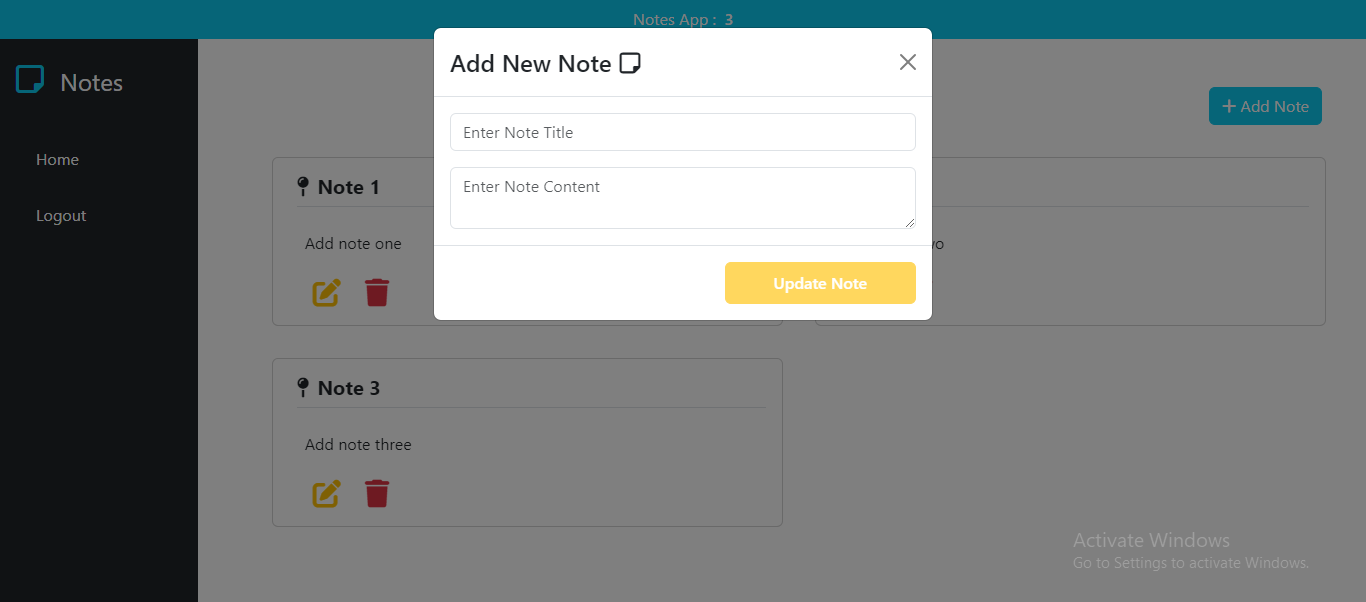 Notes App : 3
Notes
Home
Logout
Add New Note
Enter Note Title
Enter Note Content
Update Note
Add Note
Note 1
Add note one
Note 3
Add note three
Activate Windows
Go to Settings to activate Windows.